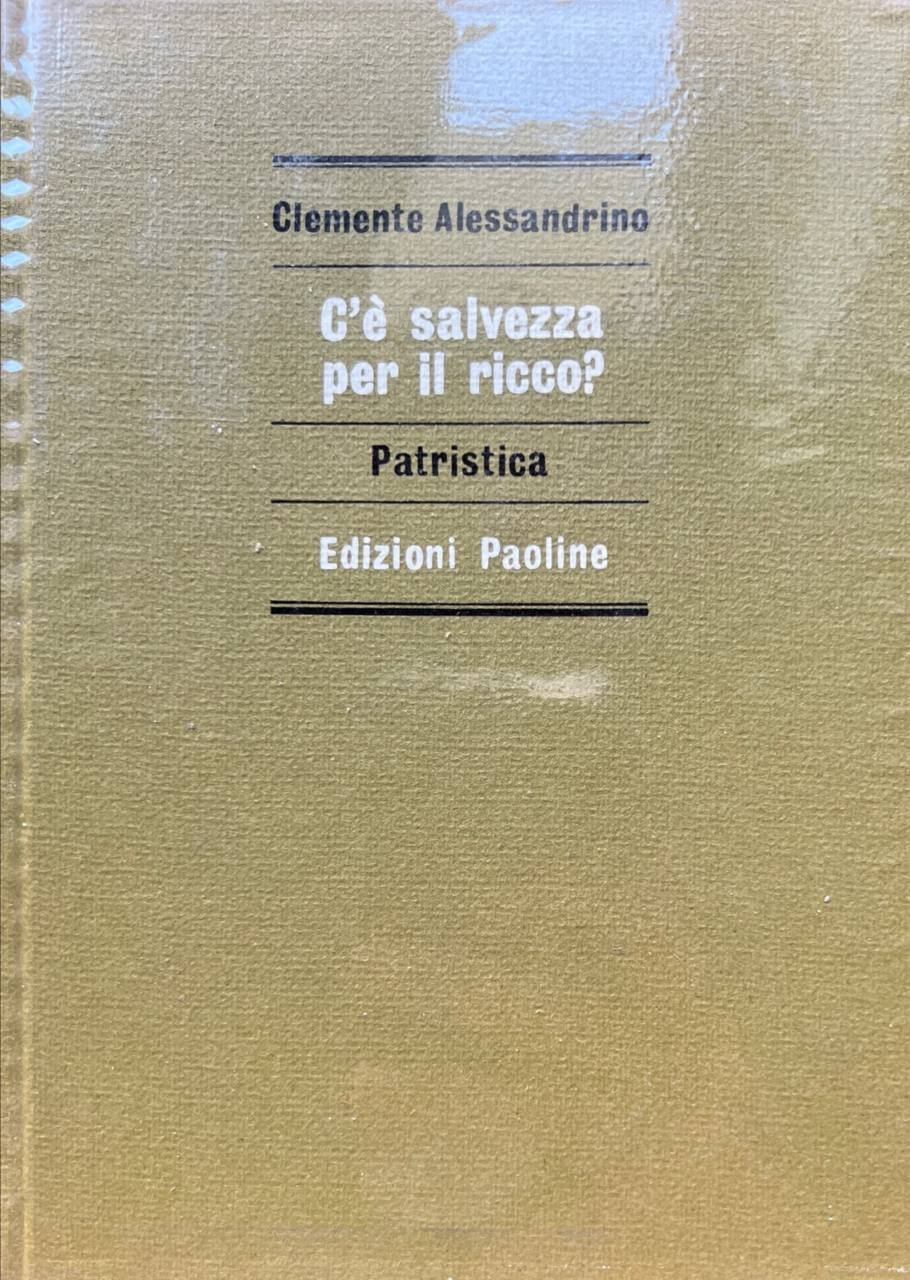 Clemente Alessandrino
C'è salvezza
per il ricco?
Patristica
Edizioni Paoline